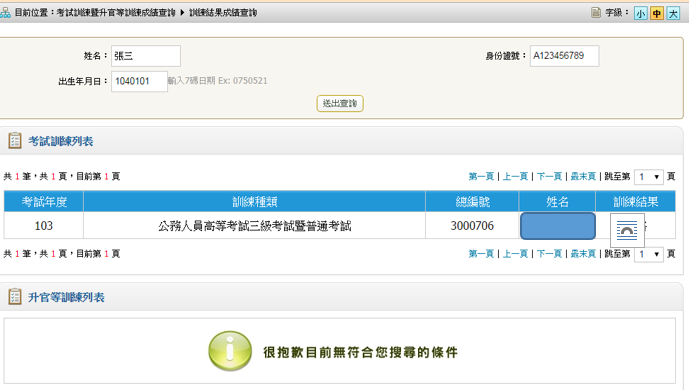 目前位置：考試訓練暨升官等訓練成績查詢 ▶ 訓練結果成績查詢 字級： 小 中 大
姓名： 張三 身份證號： A123456789
出生年月日： 1040101 輸入7碼日期 Ex: 0750521
送出查詢
考試訓練列表
共 1 筆，共 1 頁，目前第 1 頁 第一頁 | 上一頁 | 下一頁 | 最末頁 | 跳至第 1 頁
考試年度 訓練種類 總編號 姓名 訓練結果
103 公務人員高等考試三級考試暨普通考試 3000706
共 1 筆，共 1 頁，目前第 1 頁 第一頁 | 上一頁 | 下一頁 | 最末頁 | 跳至第 1 頁
升官等訓練列表
很抱歉目前無符合您搜尋的條件